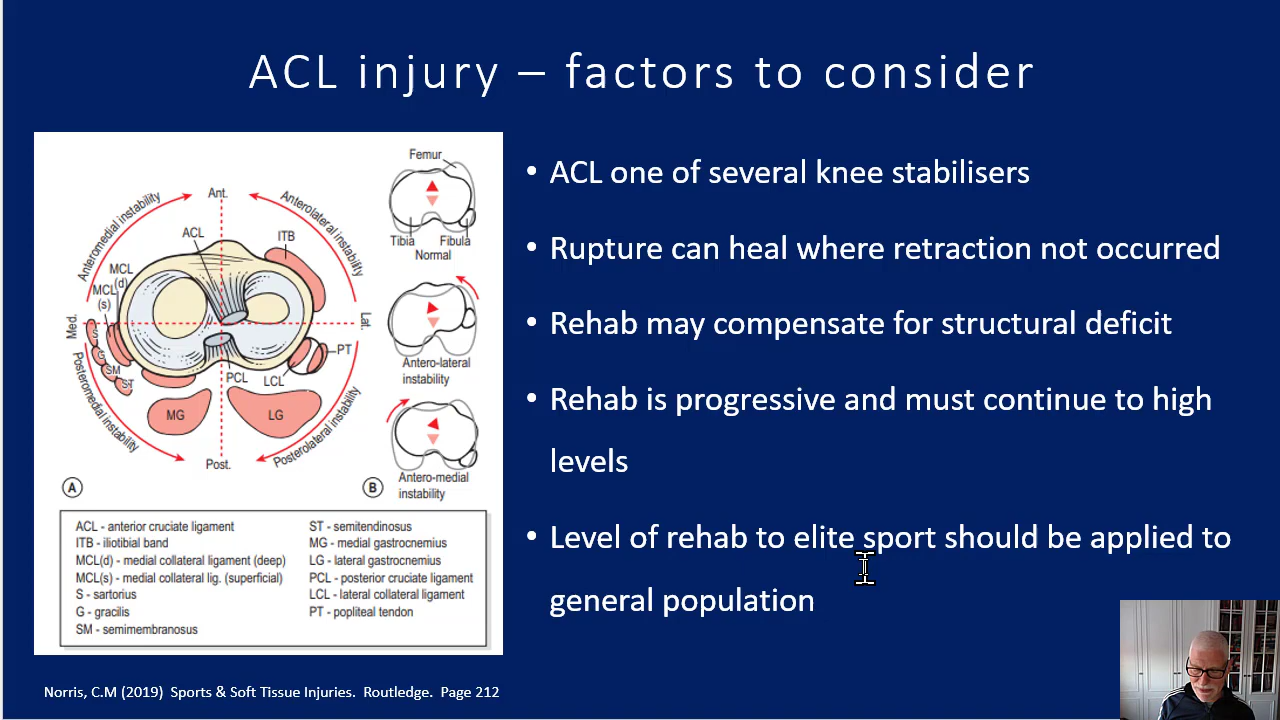 ACL injury – factors to consider
Ant.
Anteromedial instability
Anterolateral instability
ACL
ITB
MCL
(d)
MCL
(s)
Med.
Lat.
S
G
SM
ST
PT
PCL
LCL
MG
LG
Posteromedial instability
Posterolateral instability
Post.
A
Femur
Tibia
Fibula
Normal
Antero-lateral
instability
Antero-medial
instability
B
ACL - anterior cruciate ligament
ITB - iliotibial band
MCL(d) - medial collateral ligament (deep)
MCL(s) - medial collateral lig. (superficial)
S - sartorius
G - gracilis
SM - semimembranosus
ST - semitendinosus
MG - medial gastrocnemius
LG - lateral gastrocnemius
PCL - posterior cruciate ligament
LCL - lateral collateral ligament
PT - popliteal tendon
Norris, C.M (2019) Sports & Soft Tissue Injuries. Routledge. Page 212
• ACL one of several knee stabilisers
• Rupture can heal where retraction not occurred
• Rehab may compensate for structural deficit
• Rehab is progressive and must continue to high
levels
• Level of rehab to elite sport should be applied to
general population